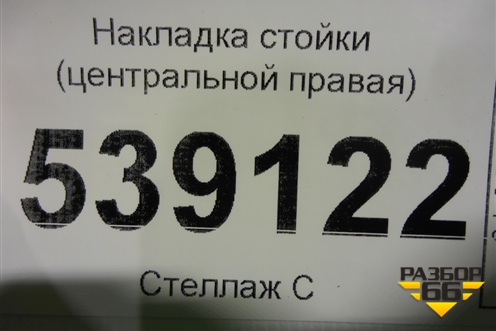 Накладка стойки
(центральной правая)
539122
Стеллаж С
РАЗБОР
66